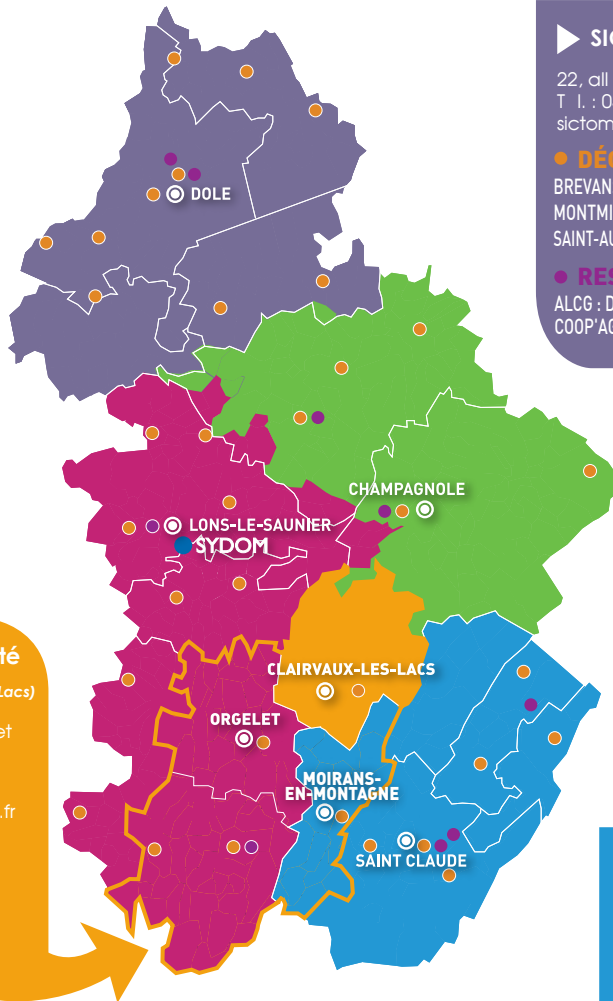 SI
22, all
T l. : 0
sictom
DÉC
BREVAN
MONTMI
SAINT-AU
RES
ALCG : D
COOP'AG
DOLE
CHAMPAGNOLE
LONS-LE-SAUNIER
SYDOM
té
Lacs)
et
.fr
CLAIRVAUX-LES-LACS
ORGELET
MOIRANS-
EN-MONTAGNE
SAINT CLAUDE